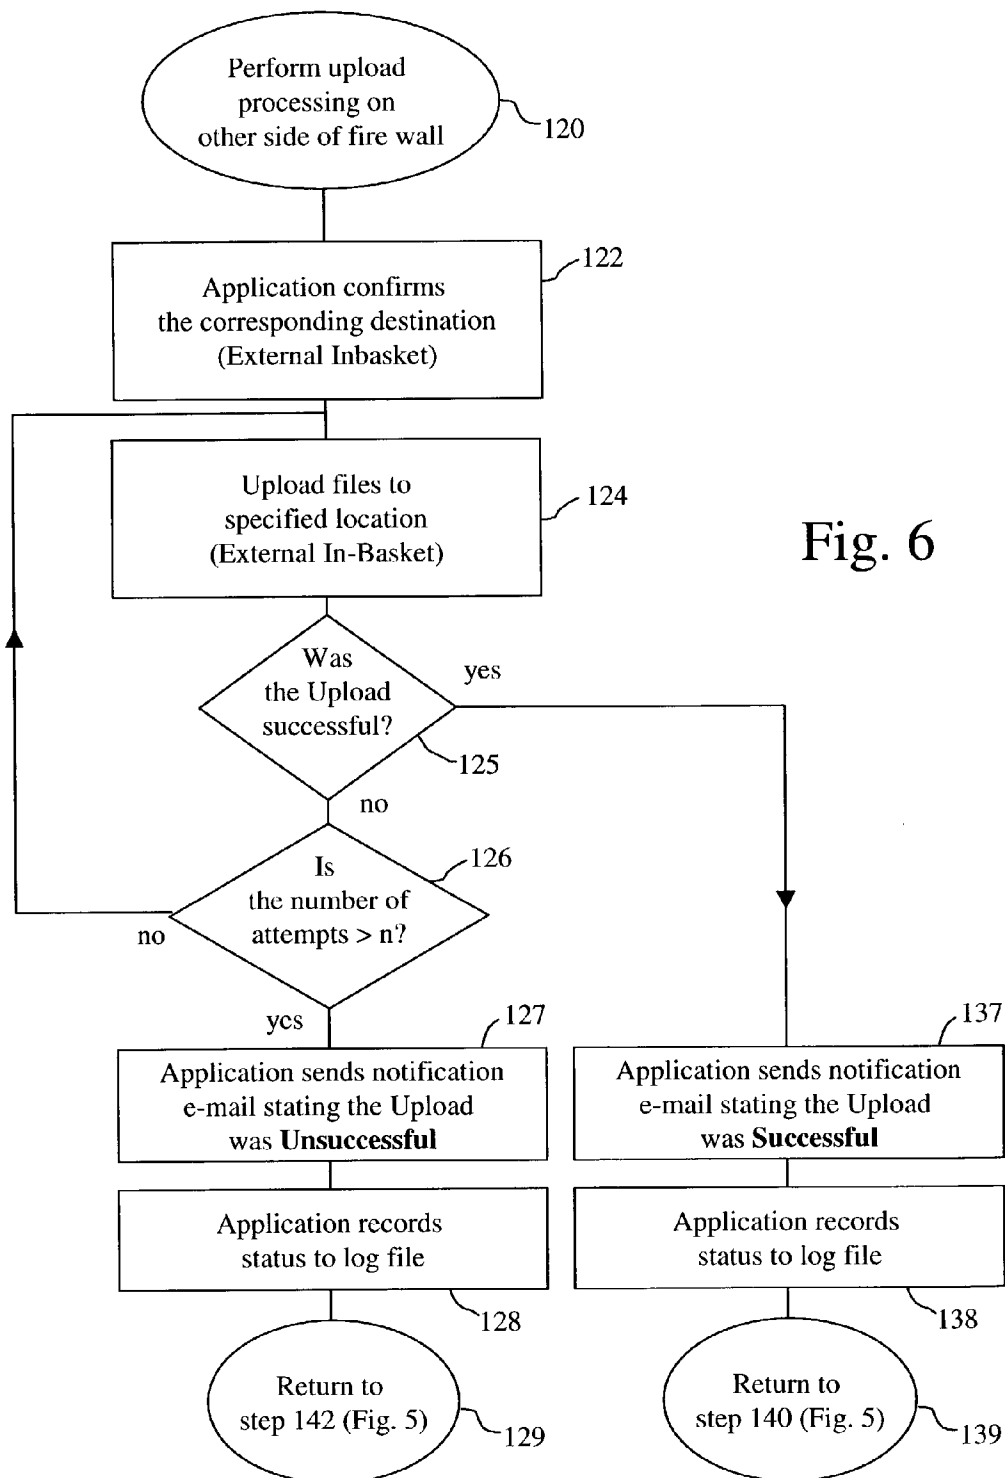 Perform upload
processing on
other side of fire wall
120
122
Application confirms
the corresponding destination
(External Inbasket)
Upload files to
specified location
(External In-Basket)
124
Fig. 6
Was
the Upload
successful?
yes
125
no
126
Is
the number of
attempts > n?
no
yes
127
Application sends notification
e-mail stating the Upload
was Unsuccessful
137
Application sends notification
e-mail stating the Upload
was Successful
Application records
status to log file
128
Application records
status to log file
138
Return to
step 142 (Fig. 5)
129
Return to
step 140 (Fig. 5)
139